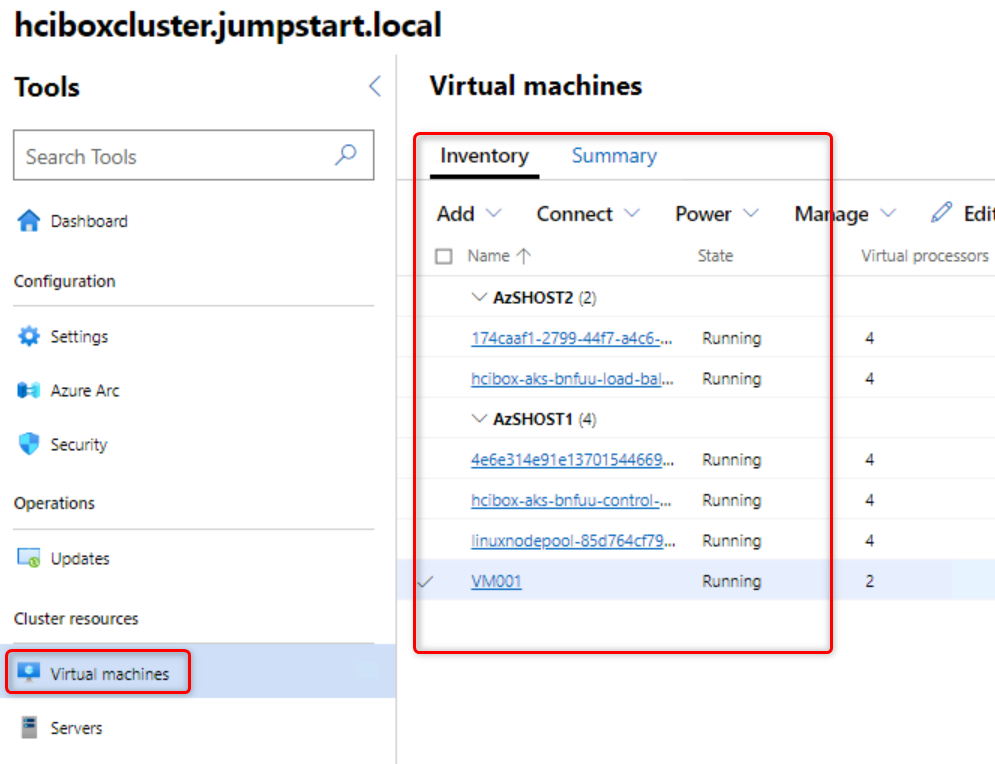 hciboxcluster.jumpstart.local
Tools
Search Tools
Dashboard
Configuration
Settings
Azure Arc
Security
Operations
Updates
Cluster resources
Virtual machines
Servers
Virtual machines
Inventory Summary
Add Connect Power Manage Edit
Name State Virtual processors
AzSHOST2 (2)
174caaf1-2799-44f7-a4c6-... Running 4
hcibox-aks-bnfuu-load-bal... Running 4
AzSHOST1 (4)
4e6e314e91e13701544669... Running 4
hcibox-aks-bnfuu-control-... Running 4
linuxnodepool-85d764cf79... Running 4
VM001 Running 2